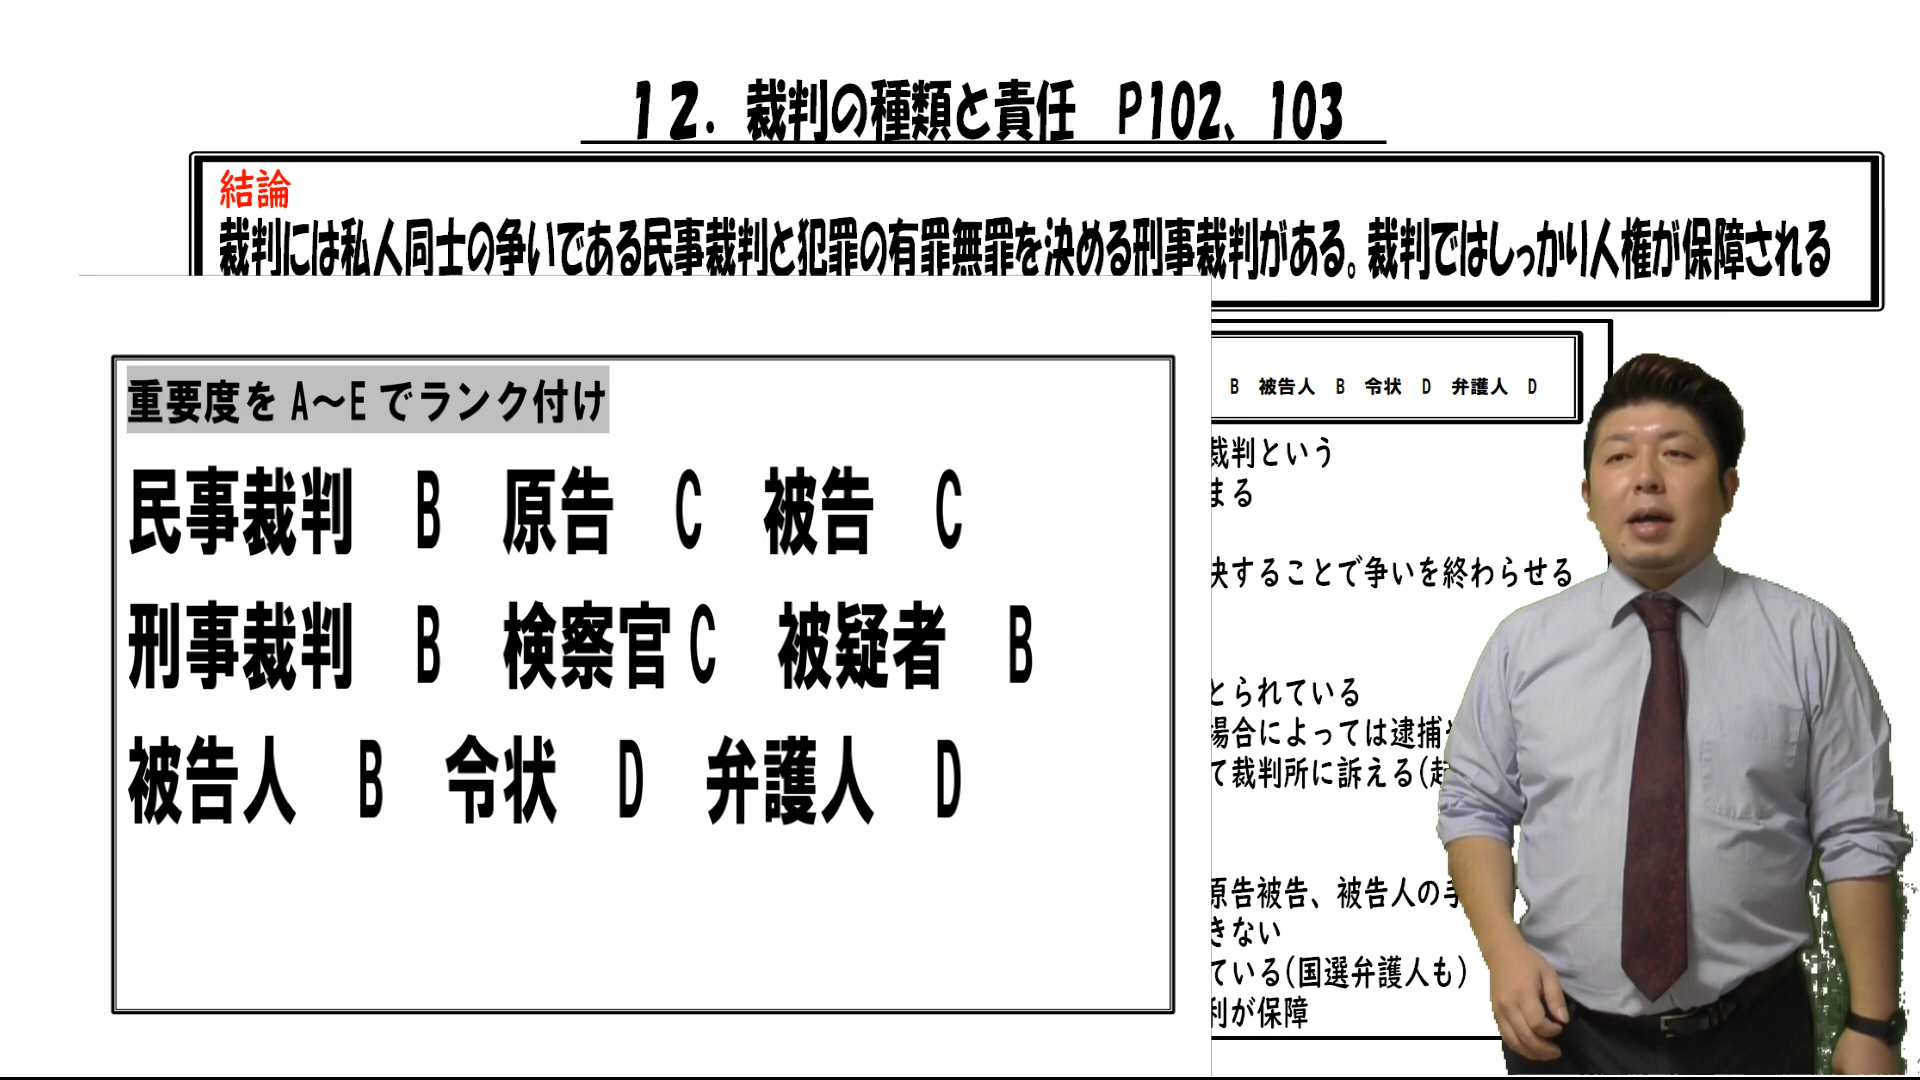 12. 裁判の種類と責任　P102、103
結論
裁判には私人同士の争いである民事裁判と犯罪の有罪無罪を決める刑事裁判がある。裁判ではしっかり人権が保障される
重要度をA～Eでランク付け
民事裁判　B　原告　C　被告　C
刑事裁判　B　検察官C　被疑者　B
被告人　B　令状　D　弁護人　D
B　被告人　B　令状　D　弁護人　D
裁判という
まる
決することで争いを終わらせる
とられている
場合によっては逮捕
て裁判所に訴える(起
原告被告、被告人の手
きない
ている(国選弁護人も)
利が保障